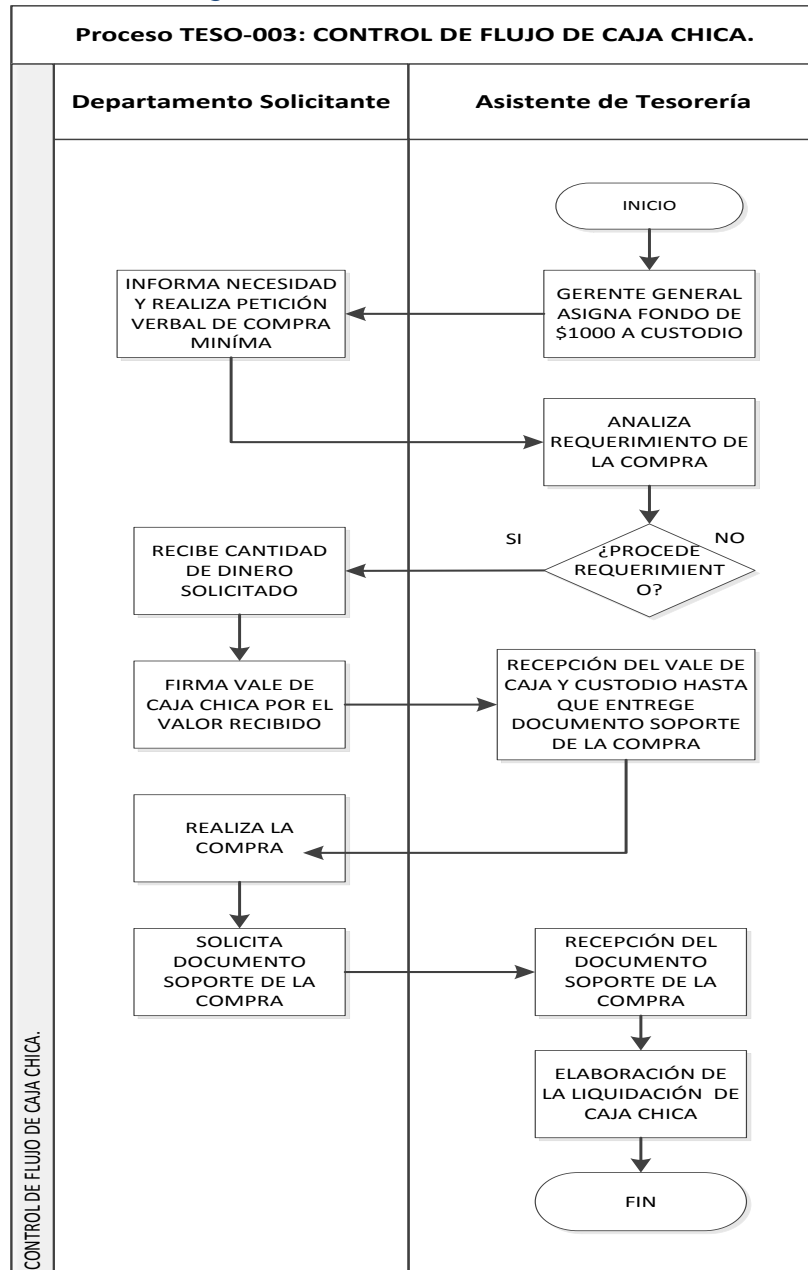 Proceso TESO-003: CONTROL DE FLUJO DE CAJA CHICA.
Departamento Solicitante
Asistente de Tesorería
INICIO
GERENTE GENERAL
ASIGNA FONDO DE
$1000 A CUSTODIO
INFORMA NECESIDAD
Y REALIZA PETICIÓN
VERBAL DE COMPRA
MINÍMA
ANALIZA
REQUERIMIENTO DE
LA COMPRA
¿PROCEDE
REQUERIMIENT
O?
SI
NO
RECIBE CANTIDAD
DE DINERO
SOLICITADO
FIRMA VALE DE
CAJA CHICA POR EL
VALOR RECIBIDO
RECEPCIÓN DEL VALE DE
CAJA Y CUSTODIO HASTA
QUE ENTREGE
DOCUMENTO SOPORTE
DE LA COMPRA
REALIZA LA
COMPRA
SOLICITA
DOCUMENTO
SOPORTE DE LA
COMPRA
RECEPCIÓN DEL
DOCUMENTO
SOPORTE DE LA
COMPRA
ELABORACIÓN DE
LA LIQUIDACIÓN DE
CAJA CHICA
FIN
CONTROL DE FLUJO DE CAJA CHICA.